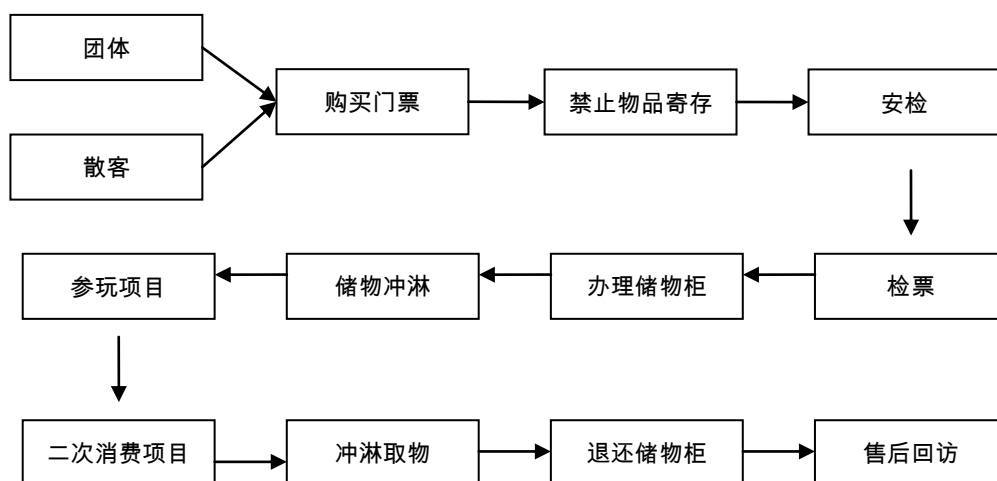 团体
散客
购买门票
禁止物品寄存
安检
检票
办理储物柜
储物冲淋
参玩项目
二次消费项目
冲淋取物
退还储物柜
售后回访